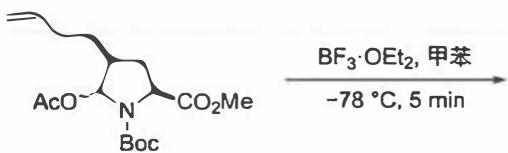 BF₃·OEt₂, 甲苯
AcO
N
CO₂Me
-78 °C, 5 min
Boc